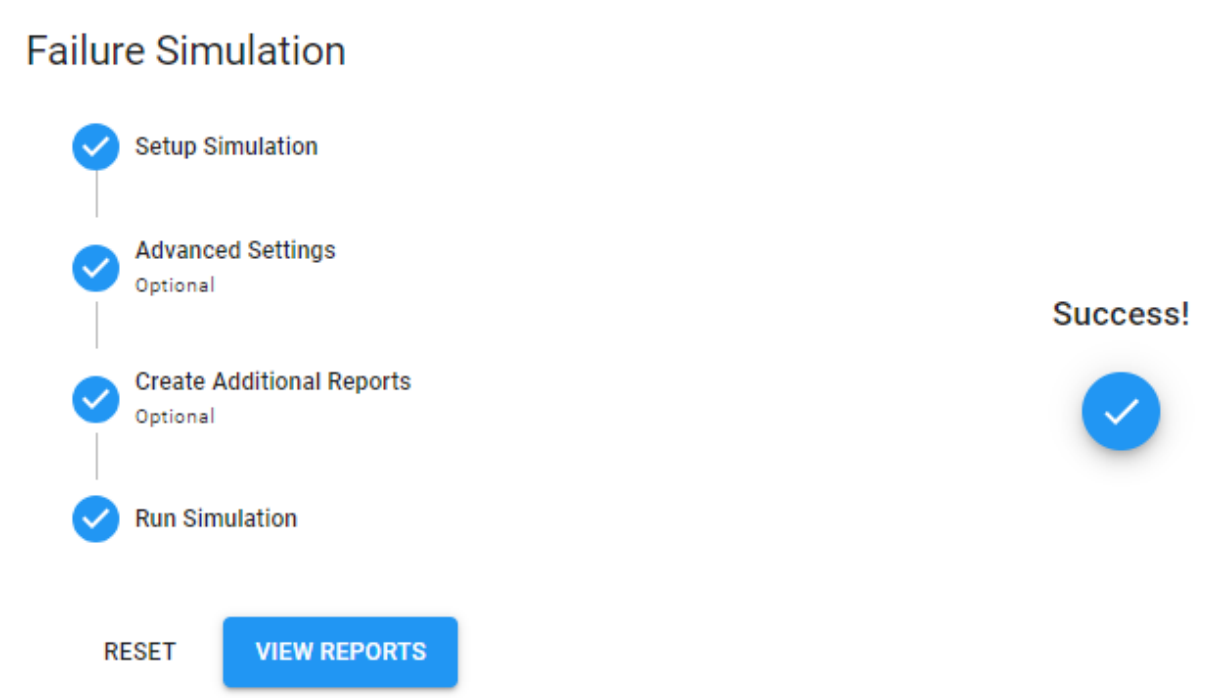 Failure Simulation
Setup Simulation
Advanced Settings
Optional
Create Additional Reports
Optional
Run Simulation
Success!
RESET
VIEW REPORTS